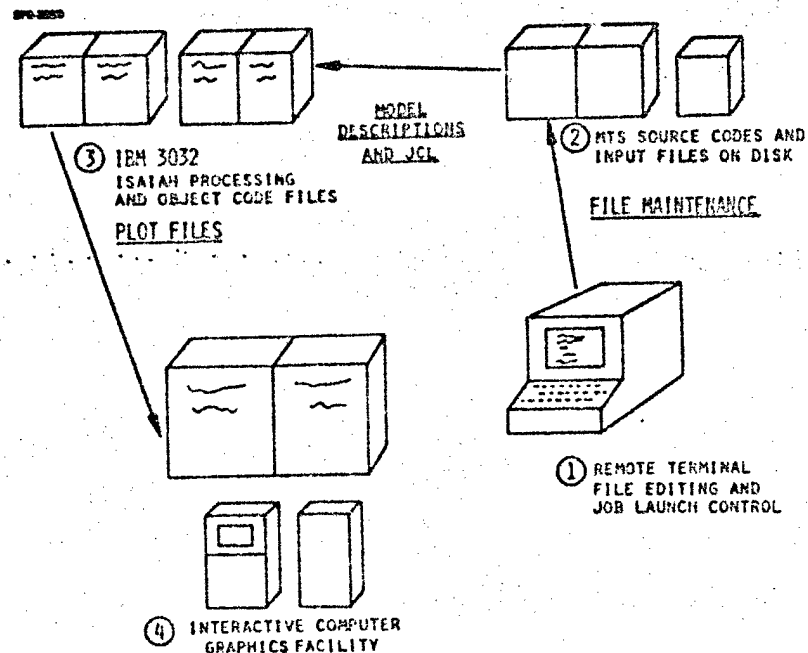 MODEL
DESCRIPTIONS
AND JCL
② MTS SOURCE CODES AND
INPUT FILES ON DISK
③ IBM 3032
ISAIAH PROCESSING
AND OBJECT CODE FILES
FILE MAINTENANCE
PLOT FILES
① REMOTE TERMINAL
FILE EDITING AND
JOB LAUNCH CONTROL
④ INTERACTIVE COMPUTER
GRAPHICS FACILITY